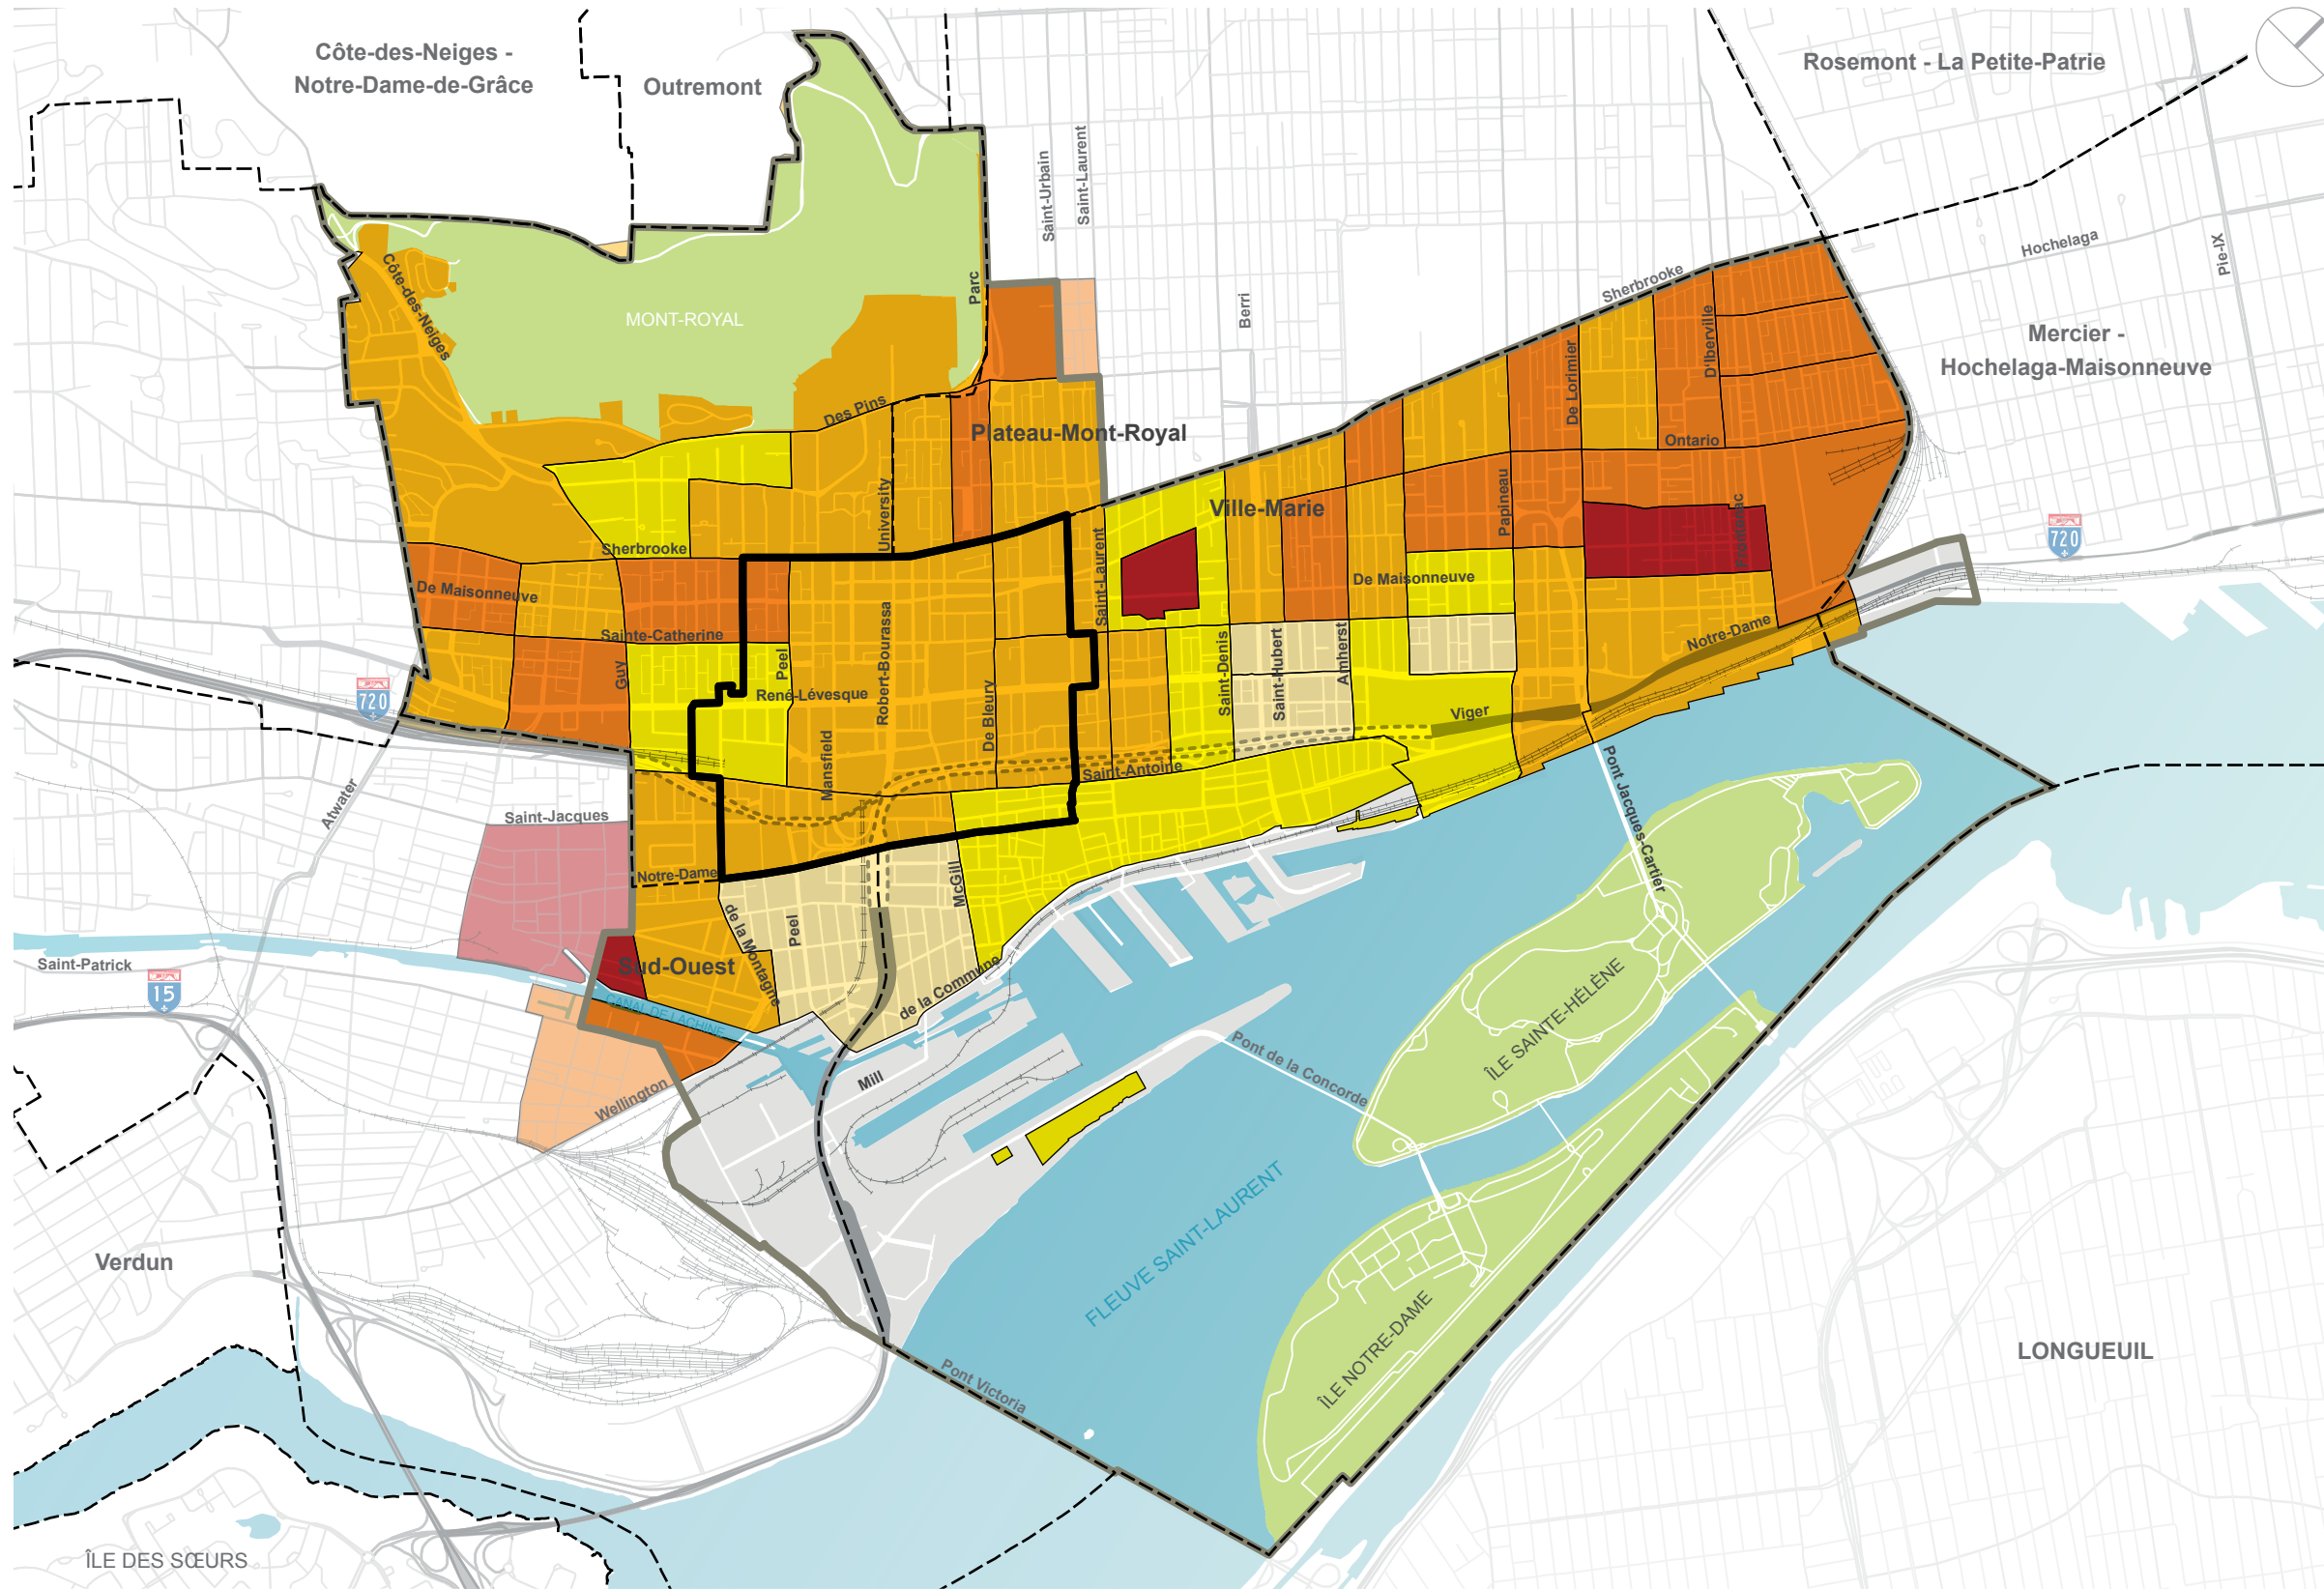 Côte-des-Neiges -
Notre-Dame-de-Grâce
Outremont
Rosemont - La Petite-Patrie
Saint-Urbain
Saint-Laurent
Hochelaga
Pie-IX
Côte-des-Neiges
Parc
Sherbrooke
Berri
MONT-ROYAL
D'Iberville
De Lorimier
Mercier -
Hochelaga-Maisonneuve
Des Pins
Plateau-Mont-Royal
Ontario
University
Ville-Marie
Papineau
Frontenac
Sherbrooke
720
De Maisonneuve
Saint-Laurent
De Maisonneuve
Sainte-Catherine
Robert-Bourassa
Guy
Peel
Saint-Denis
Saint-Hubert
Amherst
Notre-Dame
720
René-Lévesque
De Bleury
Viger
Mansfield
Saint-Antoine
Atwater
Saint-Jacques
Pont Jacques-Cartier
Notre-Dame
McGill
de la Montagne
Peel
Saint-Patrick
15
Sud-Ouest
CANAL DE LACHINE
de la Commune
ÎLE SAINTE-HÉLÈNE
Wellington
Mill
Pont de la Concorde
FLEUVE SAINT-LAURENT
Verdun
ÎLE NOTRE-DAME
LONGUEUIL
Pont Victoria
ÎLE DES SŒURS